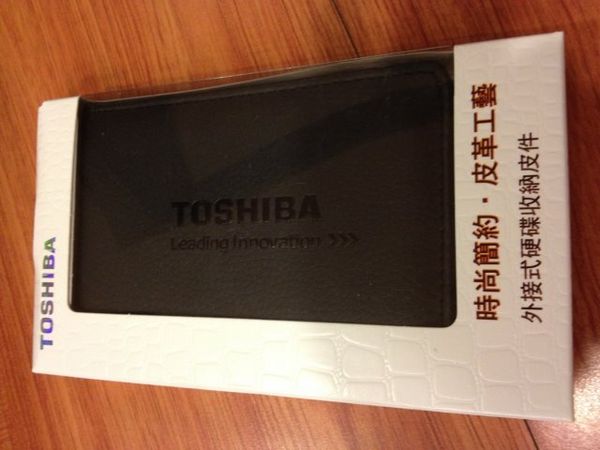 TOSHIBA
TOSHIBA
Leading Innovation >>>
時尚簡約・皮革工藝
外接式硬碟收納皮件